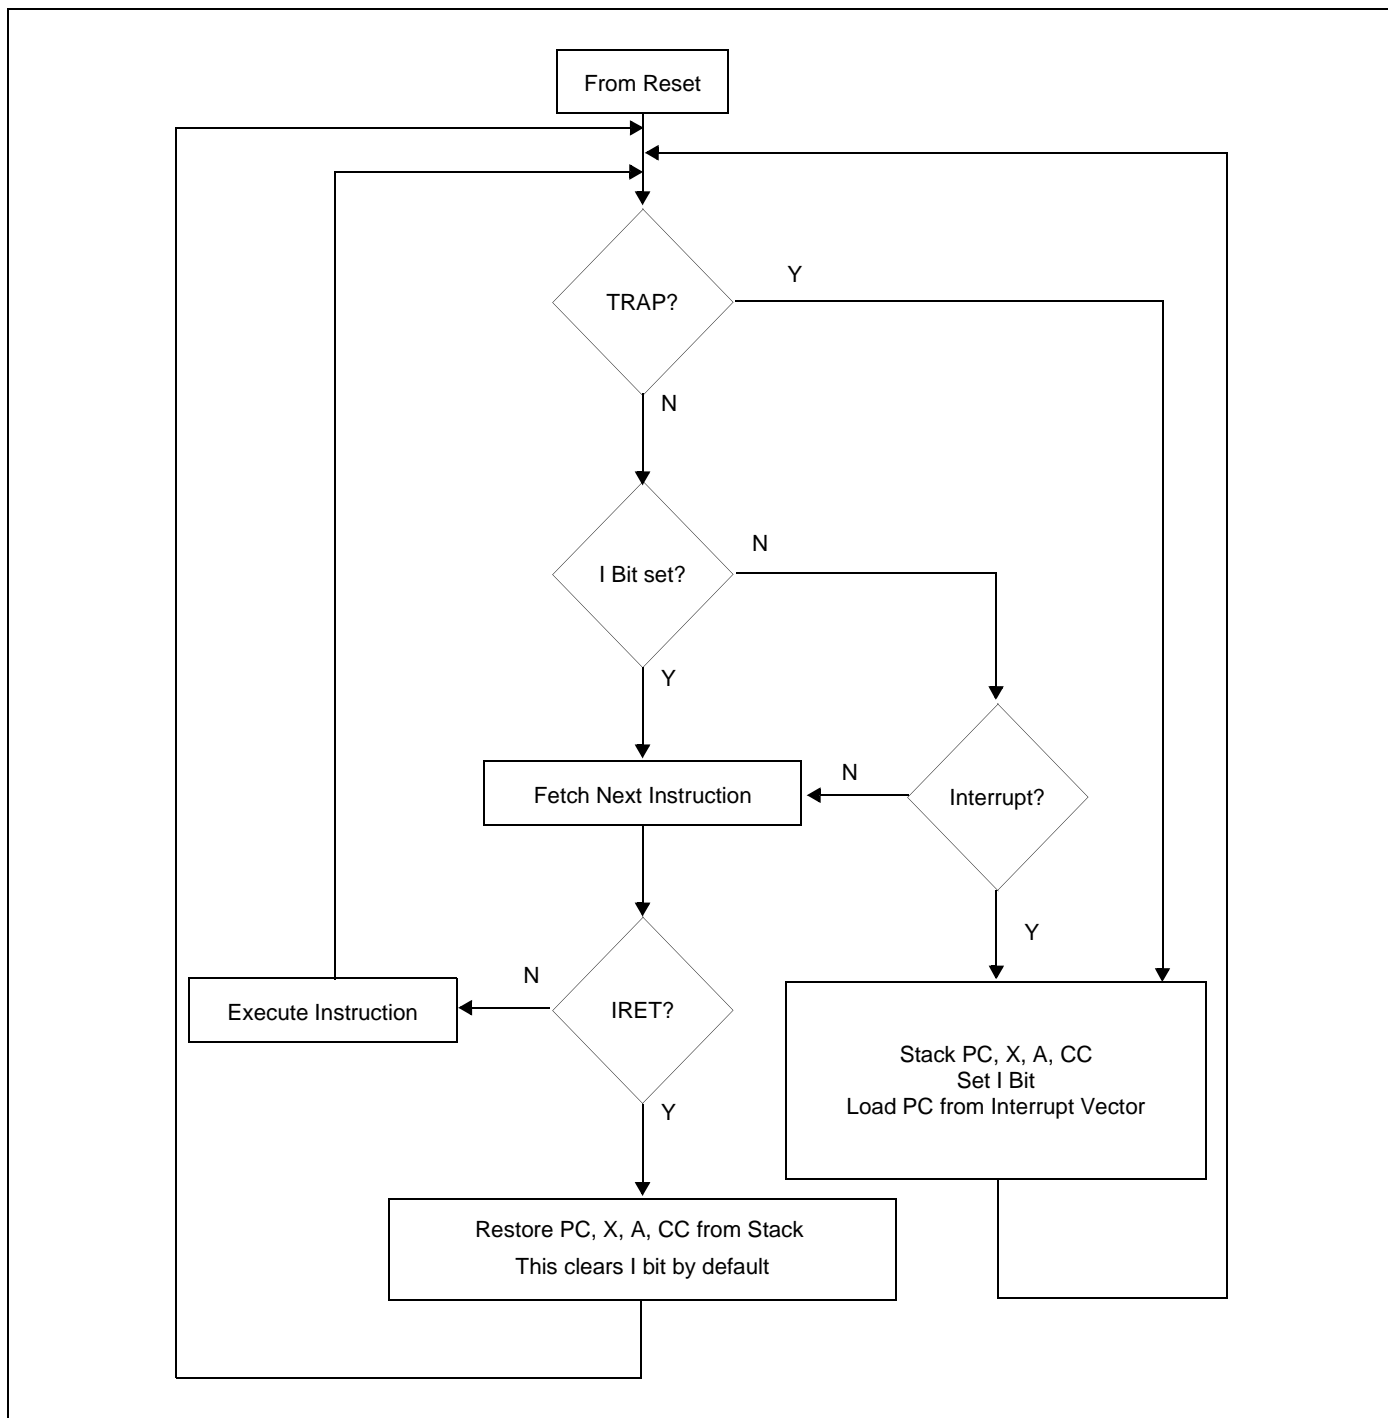 From Reset
TRAP?
Y
N
I Bit set?
N
Y
Fetch Next Instruction
N
Interrupt?
Y
Execute Instruction
N
IRET?
Y
Stack PC, X, A, CC
Set I Bit
Load PC from Interrupt Vector
Restore PC, X, A, CC from Stack
This clears I bit by default